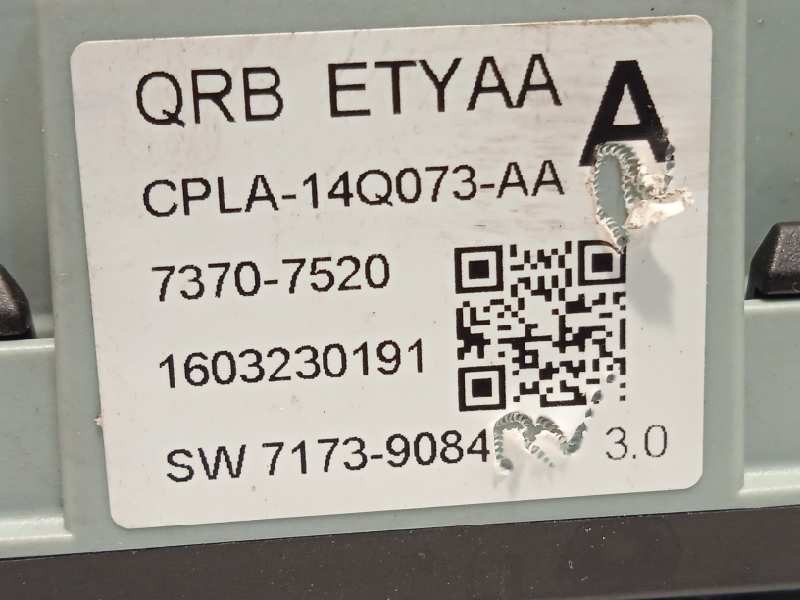 QRB ETYAA A
CPLA-14Q073-AA
7370-7520
1603230191
SW 7173-9084 3.0